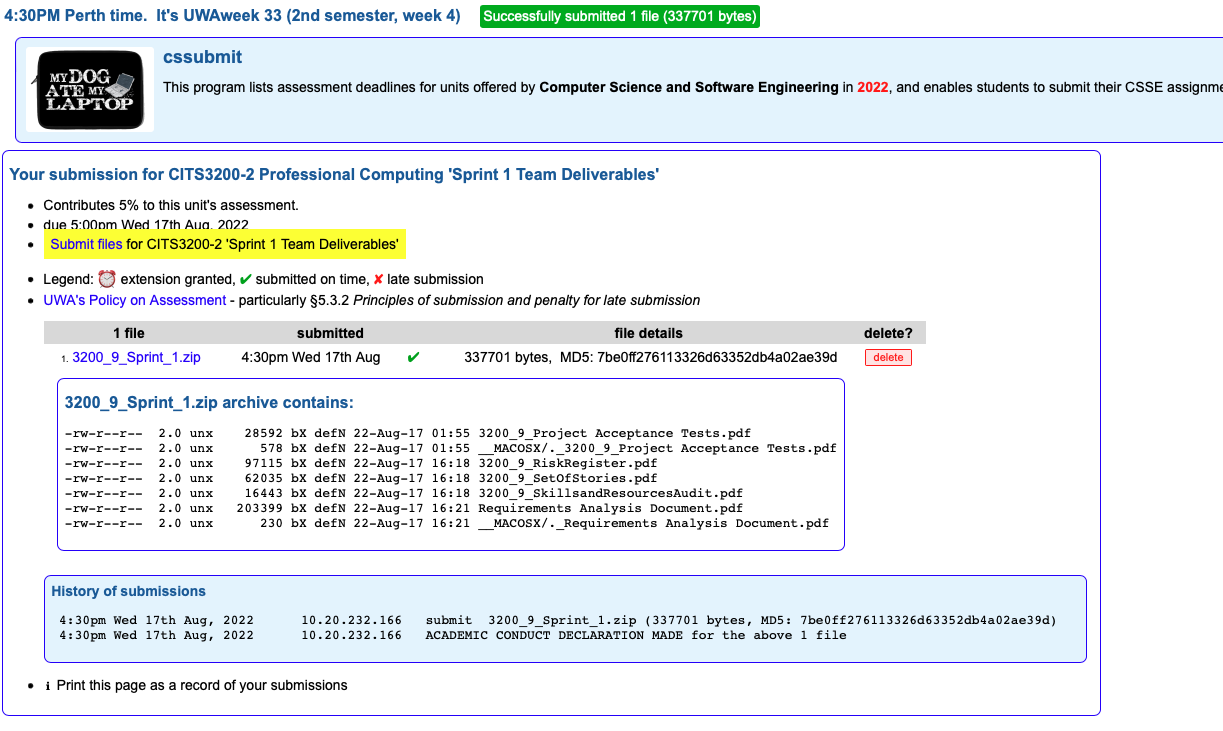 4:30PM Perth time.  It's UWAweek 33 (2nd semester, week 4)    Successfully submitted 1 file (337701 bytes)
MY DOG ATE MY LAPTOP
cssubmit
This program lists assessment deadlines for units offered by Computer Science and Software Engineering in 2022, and enables students to submit their CSSE assignme
Your submission for CITS3200-2 Professional Computing 'Sprint 1 Team Deliverables'
Contributes 5% to this unit's assessment.
due 5:00pm Wed 17th Aug, 2022
Submit files for CITS3200-2 'Sprint 1 Team Deliverables'
Legend: ⏰ extension granted, ✔ submitted on time, ✘ late submission
UWA's Policy on Assessment - particularly §5.3.2 Principles of submission and penalty for late submission
1 file    submitted    file details    delete?
1. 3200_9_Sprint_1.zip    4:30pm Wed 17th Aug    ✔    337701 bytes,  MD5: 7be0ff276113326d63352db4a02ae39d    delete
3200_9_Sprint_1.zip archive contains:
-rw-r--r--  2.0 unx    28592 bX defN 22-Aug-17 01:55 3200_9_Project Acceptance Tests.pdf
-rw-r--r--  2.0 unx      578 bX defN 22-Aug-17 01:55 __MACOSX/._3200_9_Project Acceptance Tests.pdf
-rw-r--r--  2.0 unx    97115 bX defN 22-Aug-17 16:18 3200_9_RiskRegister.pdf
-rw-r--r--  2.0 unx    62035 bX defN 22-Aug-17 16:18 3200_9_SetOfStories.pdf
-rw-r--r--  2.0 unx    16443 bX defN 22-Aug-17 16:18 3200_9_SkillsandResourcesAudit.pdf
-rw-r--r--  2.0 unx   203399 bX defN 22-Aug-17 16:21 Requirements Analysis Document.pdf
-rw-r--r--  2.0 unx      230 bX defN 22-Aug-17 16:21 __MACOSX/._Requirements Analysis Document.pdf
History of submissions
4:30pm Wed 17th Aug, 2022      10.20.232.166   submit  3200_9_Sprint_1.zip (337701 bytes, MD5: 7be0ff276113326d63352db4a02ae39d)
4:30pm Wed 17th Aug, 2022      10.20.232.166   ACADEMIC CONDUCT DECLARATION MADE for the above 1 file
ℹ Print this page as a record of your submissions